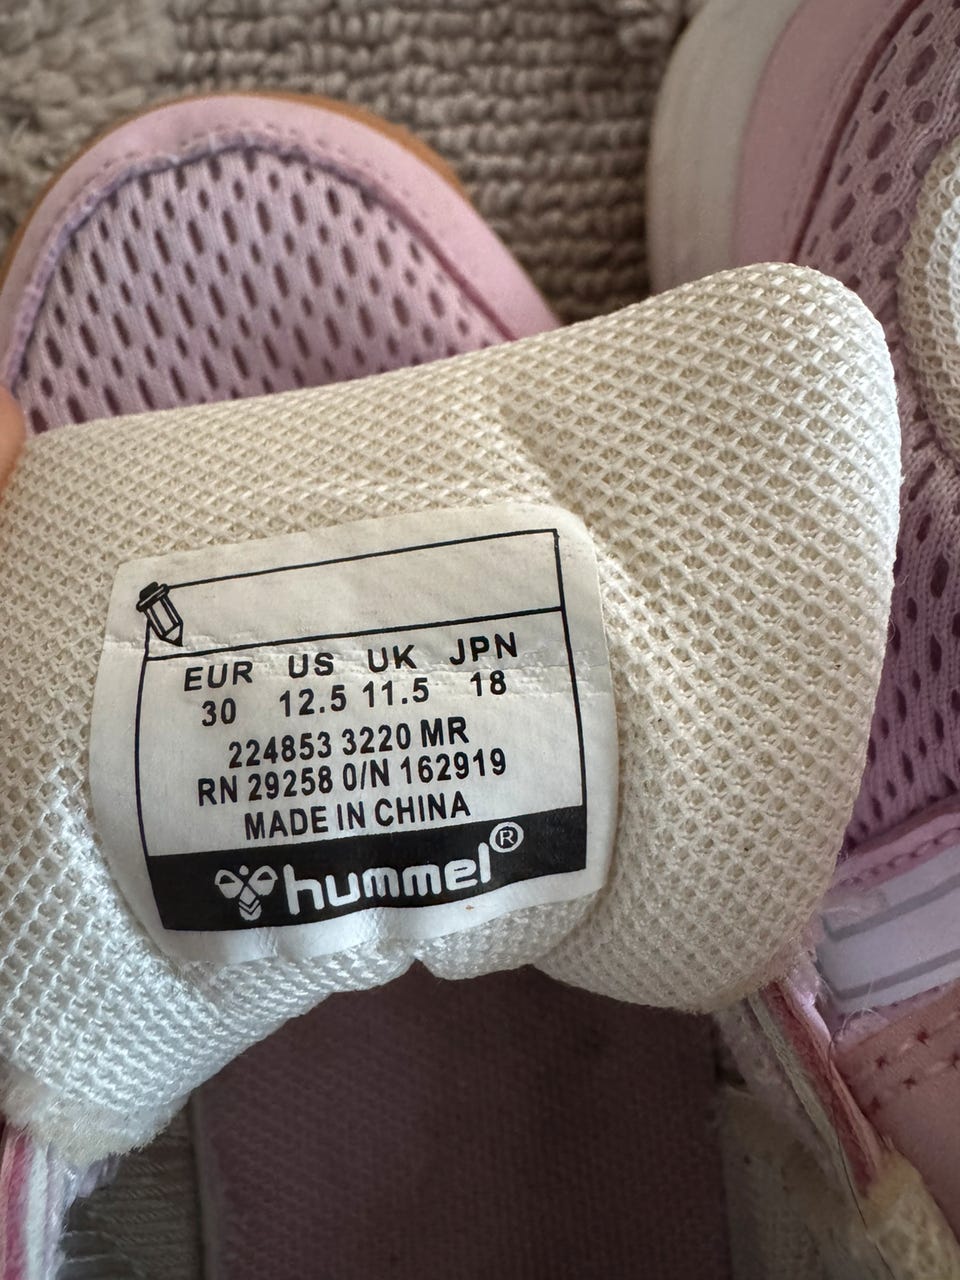 EUR US UK JPN
30 12.5 11.5 18
224853 3220 MR
RN 29258 O/N 162919
MADE IN CHINA
hummel®